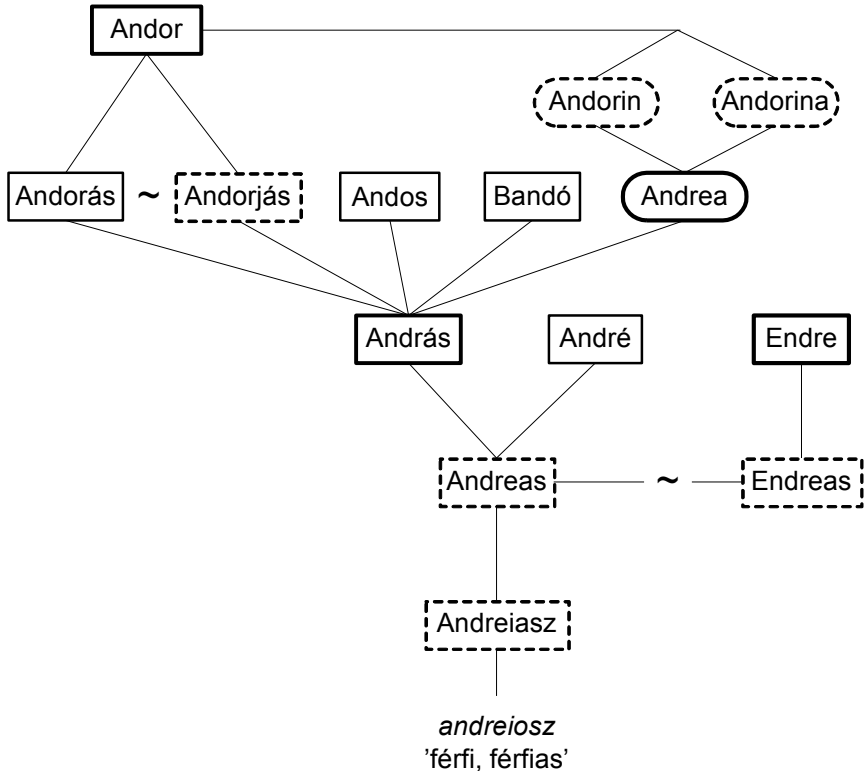 Andor
Andorin
Andorina
Andorás ~ Andorjás
Andos
Bandó
Andrea
András
André
Endre
Andreas ~ Endreas
Andreiasz
andreiosz
’férfi, férfias’